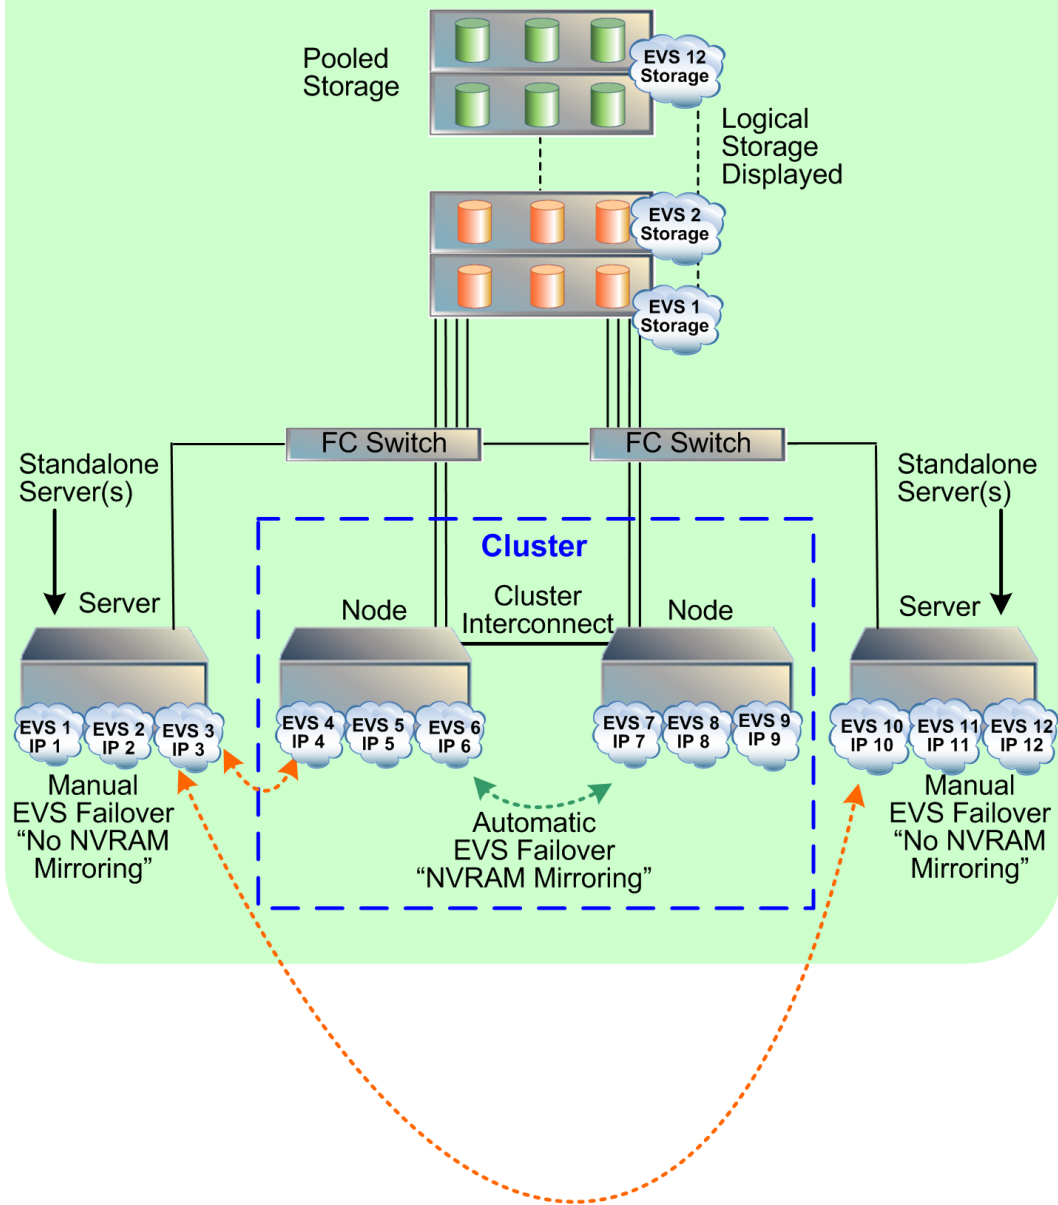 Pooled
Storage
EVS 12
Storage
Logical
Storage
Displayed
EVS 2
Storage
EVS 1
Storage
FC Switch
FC Switch
Standalone
Server(s)
Standalone
Server(s)
Cluster
Server
Node
Cluster
Interconnect
Node
Server
EVS 1
IP 1
EVS 2
IP 2
EVS 3
IP 3
EVS 4
IP 4
EVS 5
IP 5
EVS 6
IP 6
EVS 7
IP 7
EVS 8
IP 8
EVS 9
IP 9
EVS 10
IP 10
EVS 11
IP 11
EVS 12
IP 12
Manual
EVS Failover
“No NVRAM
Mirroring”
Automatic
EVS Failover
“NVRAM Mirroring”
Manual
EVS Failover
“No NVRAM
Mirroring”